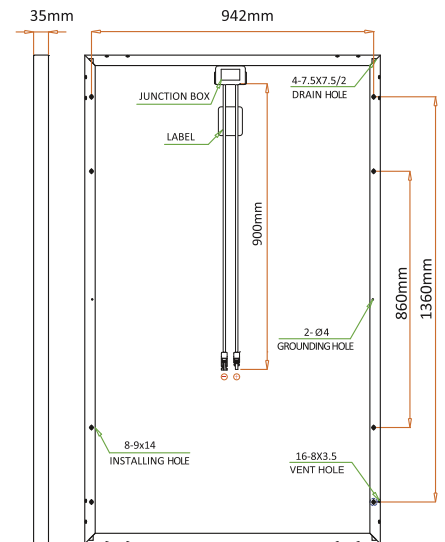 35mm
942mm
4-7.5X7.5/2
DRAIN HOLE
JUNCTION BOX
LABEL
900mm
860mm
1360mm
2-Ø4
GROUNDING HOLE
8-9x14
INSTALLING HOLE
16-8X3.5
VENT HOLE